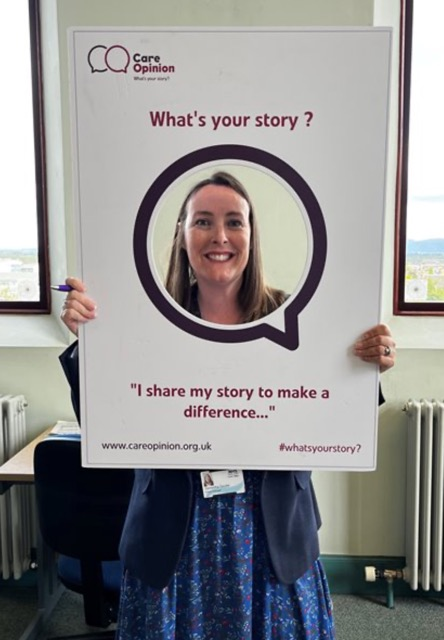 Care
Opinion
What's your story?
What's your story ?
"I share my story to make a
difference..."
www.careopinion.org.uk
#whatsyourstory?